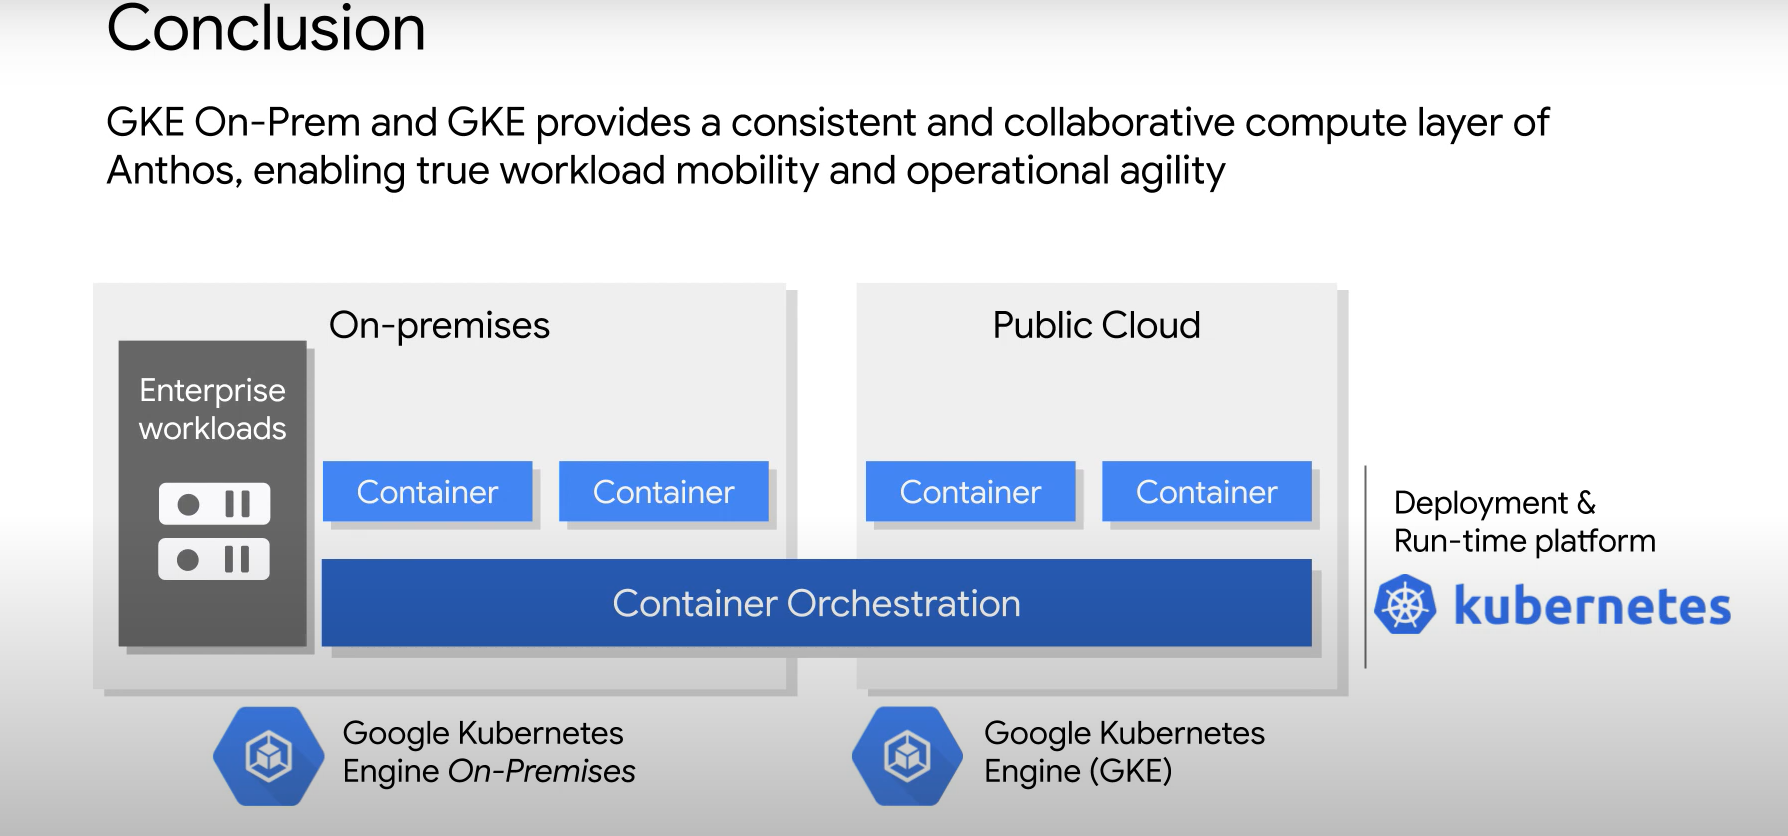 Conclusion
GKE On-Prem and GKE provides a consistent and collaborative compute layer of
Anthos, enabling true workload mobility and operational agility
On-premises
Public Cloud
Enterprise
workloads
Container
Container
Container
Container
Container Orchestration
Deployment &
Run-time platform
kubernetes
Google Kubernetes
Engine On-Premises
Google Kubernetes
Engine (GKE)